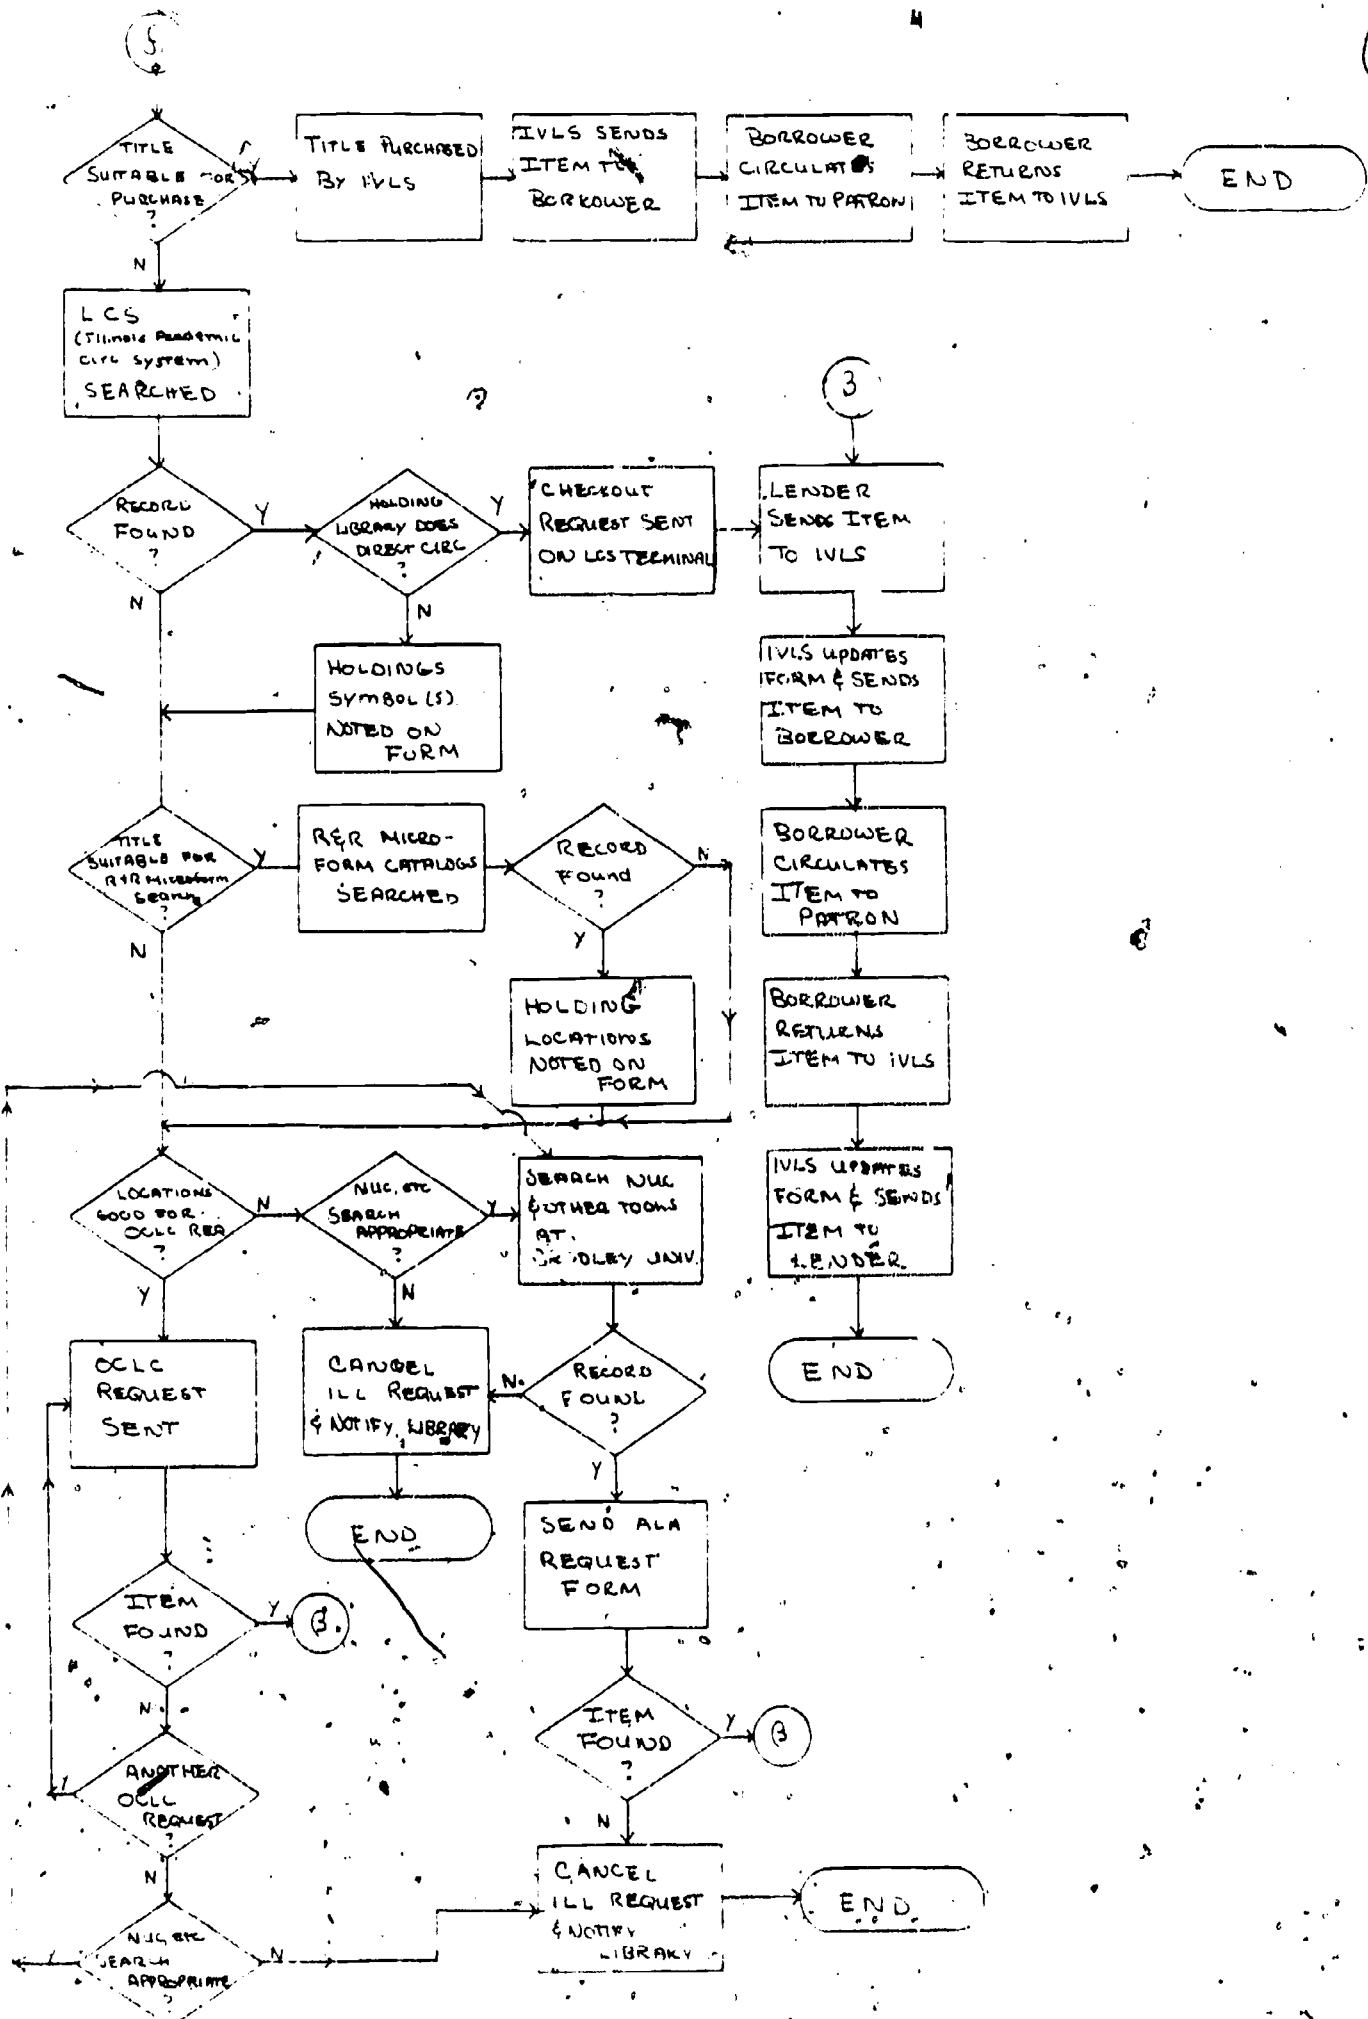 5
TITLE
SUITABLE FOR
PURCHASE
?
Y
N
TITLE PURCHASED
BY IVLS
IVLS SENDS
ITEM TO
BORROWER
BORROWER
CIRCULATES
ITEM TO PATRON
BORROWER
RETURNS
ITEM TO IVLS
END
LCS
(Illinois Academic
Circ System)
SEARCHED
RECORD
FOUND
?
Y
N
HOLDING
LIBRARY DOES
DIRECT CIRC
?
Y
N
CHECKOUT
REQUEST SENT
ON LCS TERMINAL
HOLDINGS
SYMBOL(S)
NOTED ON
FORM
3
LENDER
SENDS ITEM
TO IVLS
IVLS UPDATES
FORM & SENDS
ITEM TO
BORROWER
BORROWER
CIRCULATES
ITEM TO
PATRON
BORROWER
RETURNS
ITEM TO IVLS
IVLS UPDATES
FORM & SENDS
ITEM TO
LENDER
END
TITLE
SUITABLE FOR
R&R Microform
SEARCH
?
Y
N
R&R MICRO-
FORM CATALOGS
SEARCHED
RECORD
FOUND
?
N
Y
HOLDING
LOCATIONS
NOTED ON
FORM
LOCATIONS
GOOD FOR
OCLC REQ
?
N
Y
NUC, ETC
SEARCH
APPROPRIATE
?
Y
N
SEARCH NUC
& OTHER TOOLS
AT
BRADLEY UNIV.
OCLC
REQUEST
SENT
CANCEL
ILL REQUEST
& NOTIFY LIBRARY
END
RECORD
FOUND
?
N
Y
SEND ALA
REQUEST
FORM
ITEM
FOUND
?
Y
B
N
ANOTHER
OCLC
REQUEST
?
Y
N
NUC, ETC
SEARCH
APPROPRIATE
?
Y
N
ITEM
FOUND
?
Y
B
N
CANCEL
ILL REQUEST
& NOTIFY
LIBRARY
END